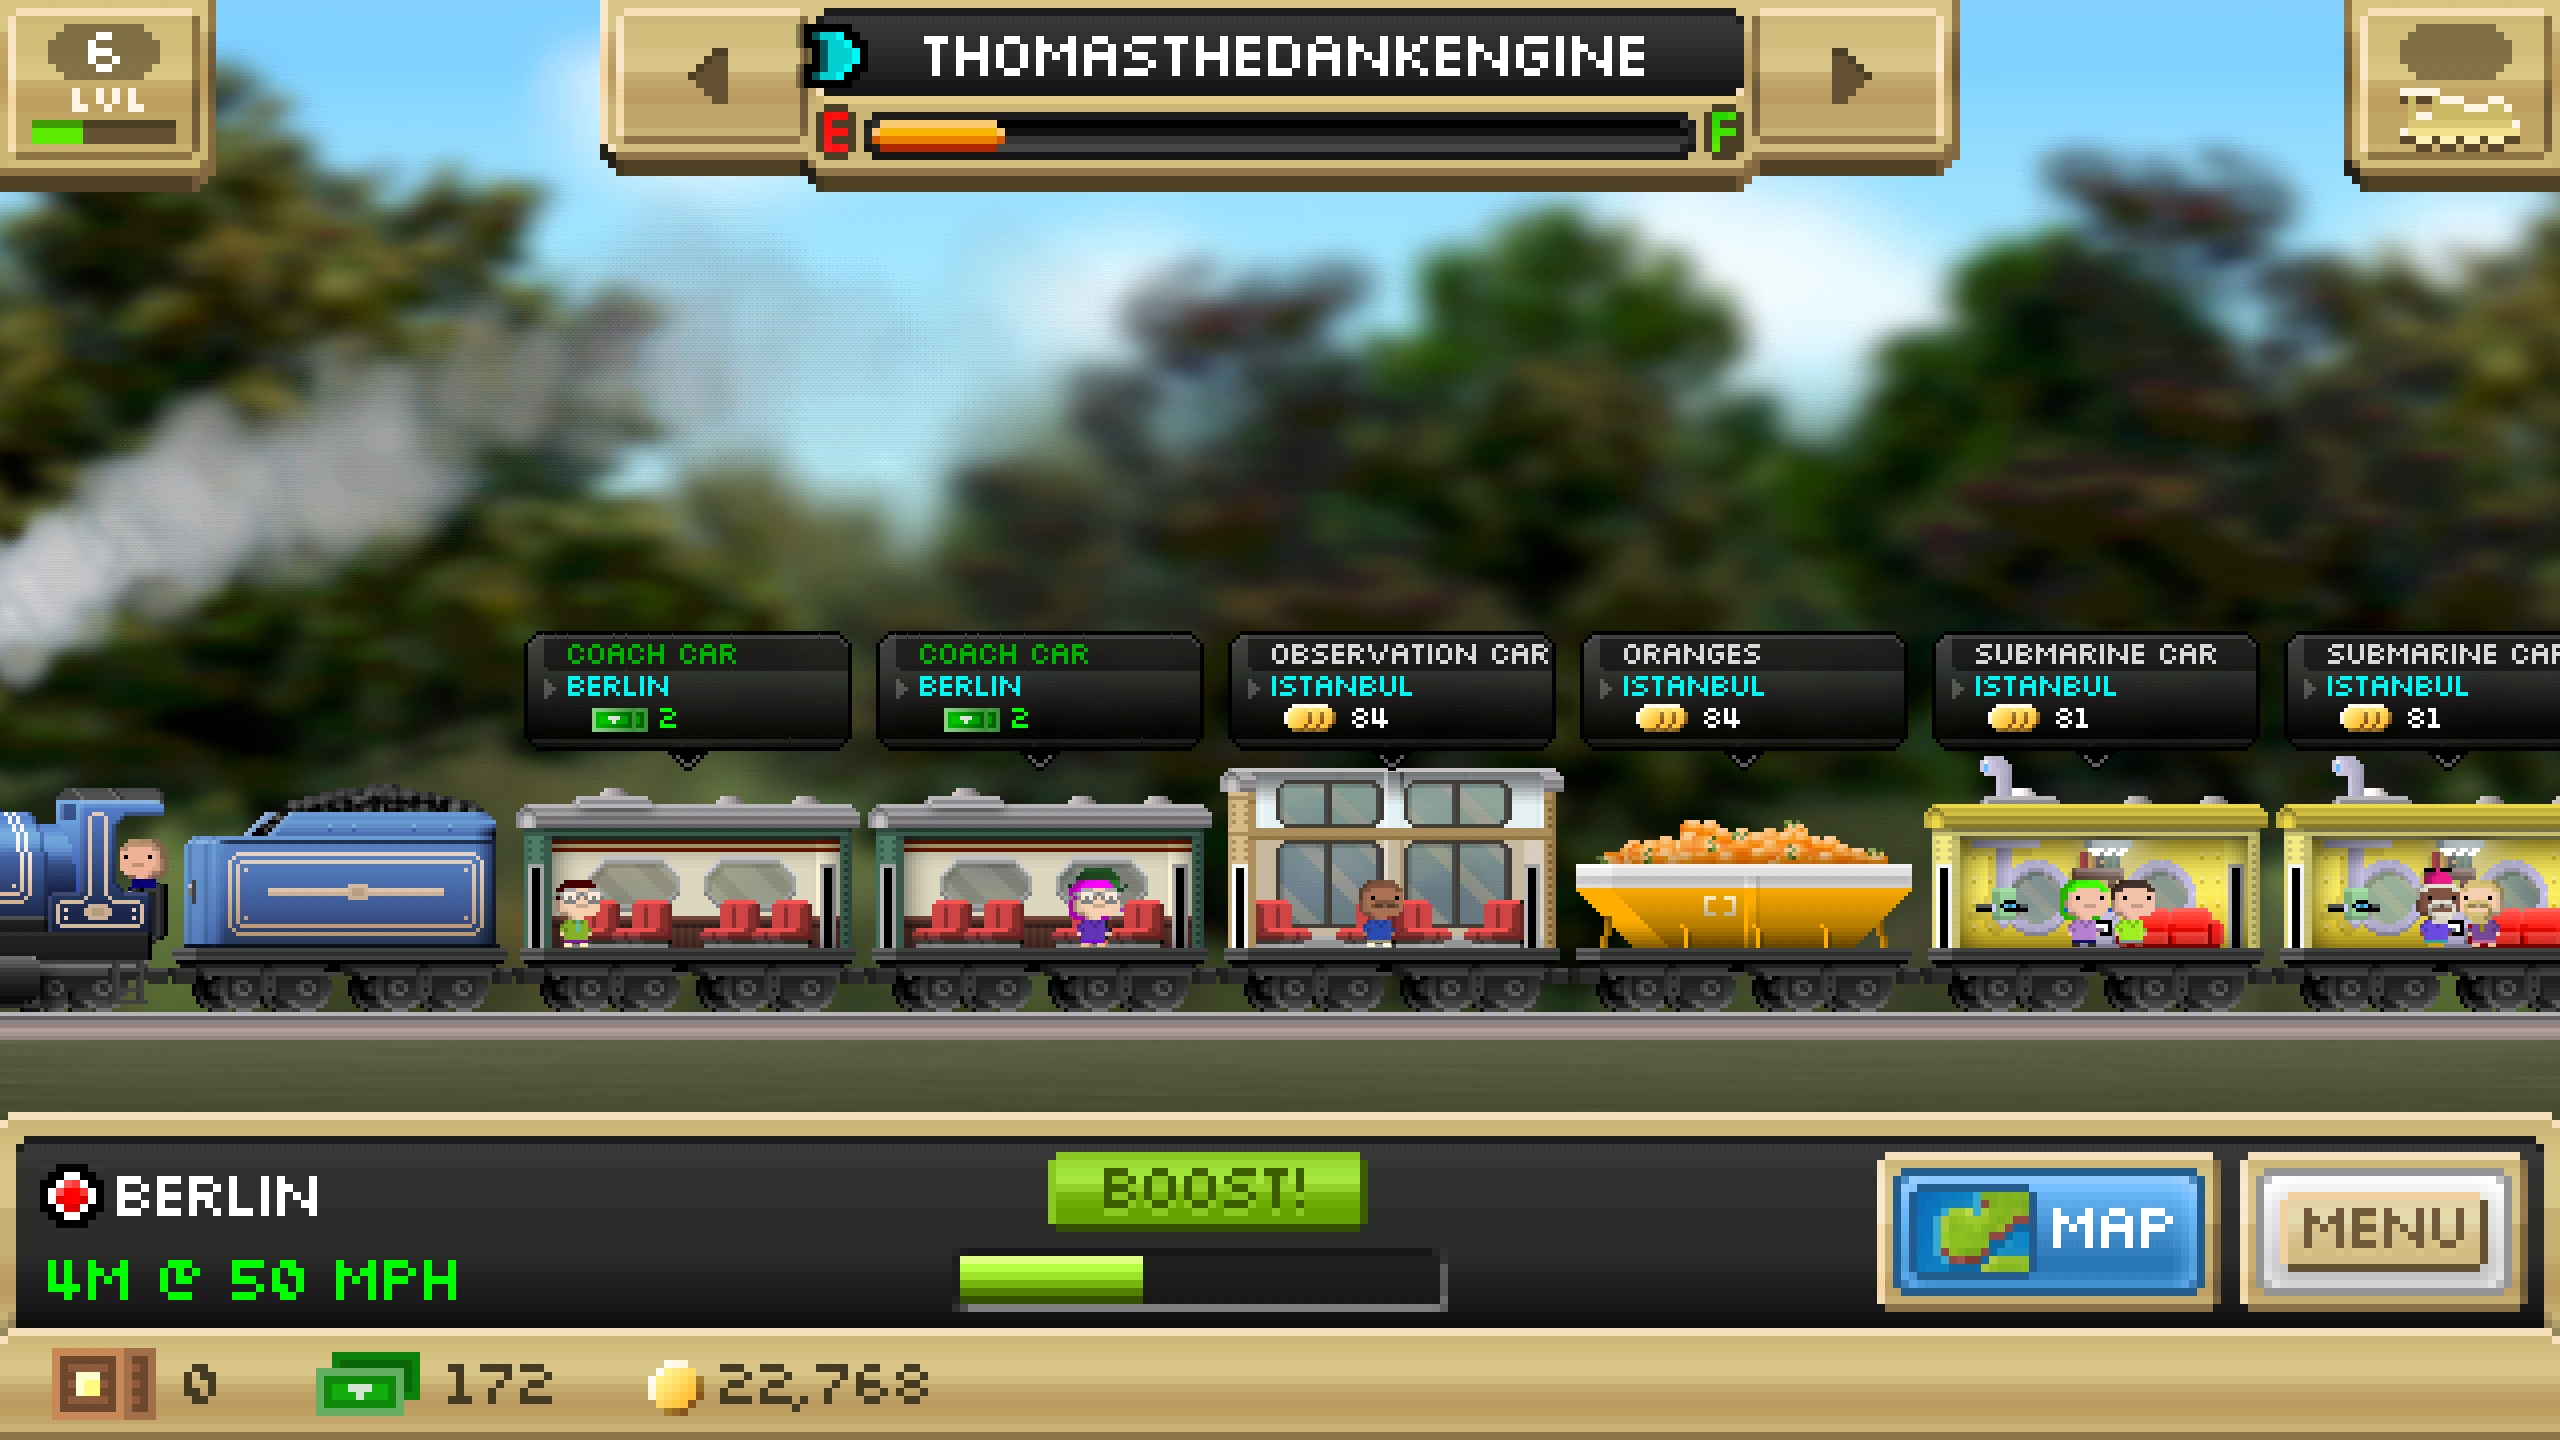 6
LVL
THOMASTHEDANKENGINE
E F
COACH CAR
BERLIN
2
COACH CAR
BERLIN
2
OBSERVATION CAR
ISTANBUL
84
ORANGES
ISTANBUL
84
SUBMARINE CAR
ISTANBUL
81
SUBMARINE CAR
ISTANBUL
81
BERLIN
4M @ 50 MPH
BOOST!
MAP
MENU
0
172
22,768